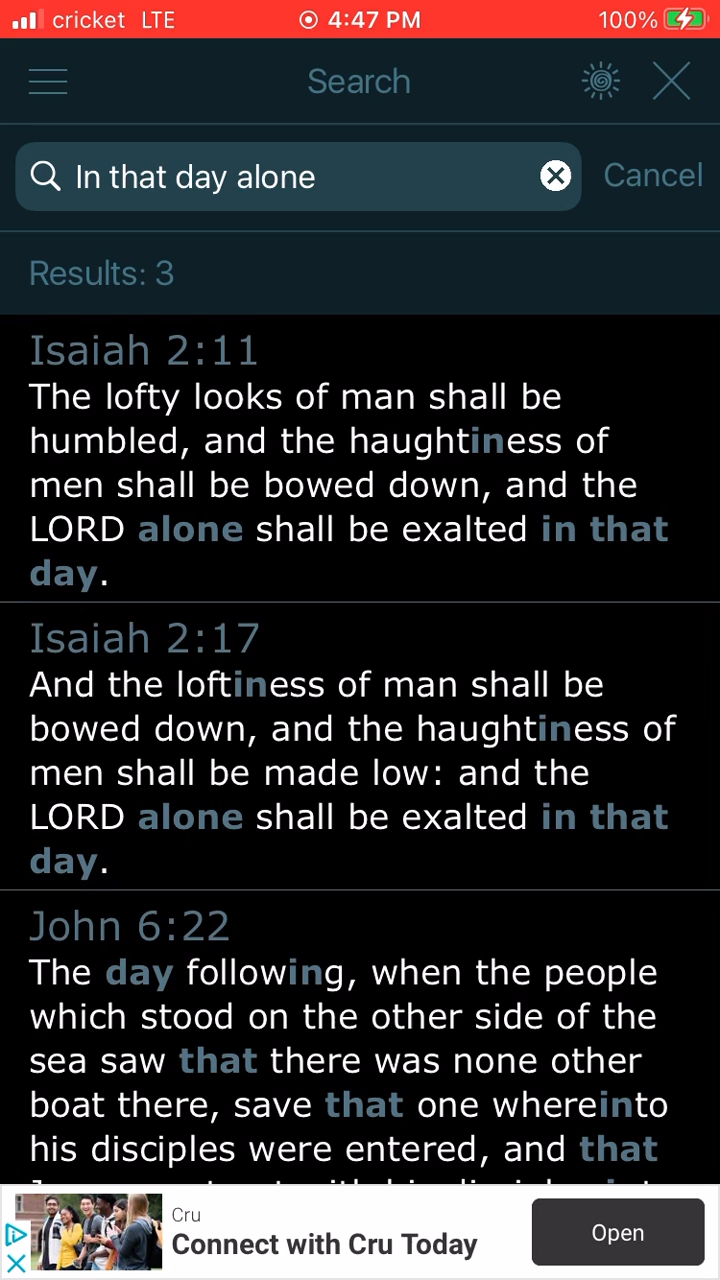 cricket LTE 4:47 PM 100%
Search
In that day alone Cancel
Results: 3
Isaiah 2:11
The lofty looks of man shall be
humbled, and the haughtiness of
men shall be bowed down, and the
LORD alone shall be exalted in that
day.
Isaiah 2:17
And the loftiness of man shall be
bowed down, and the haughtiness of
men shall be made low: and the
LORD alone shall be exalted in that
day.
John 6:22
The day following, when the people
which stood on the other side of the
sea saw that there was none other
boat there, save that one whereinto
his disciples were entered, and that
Cru
Connect with Cru Today
Open